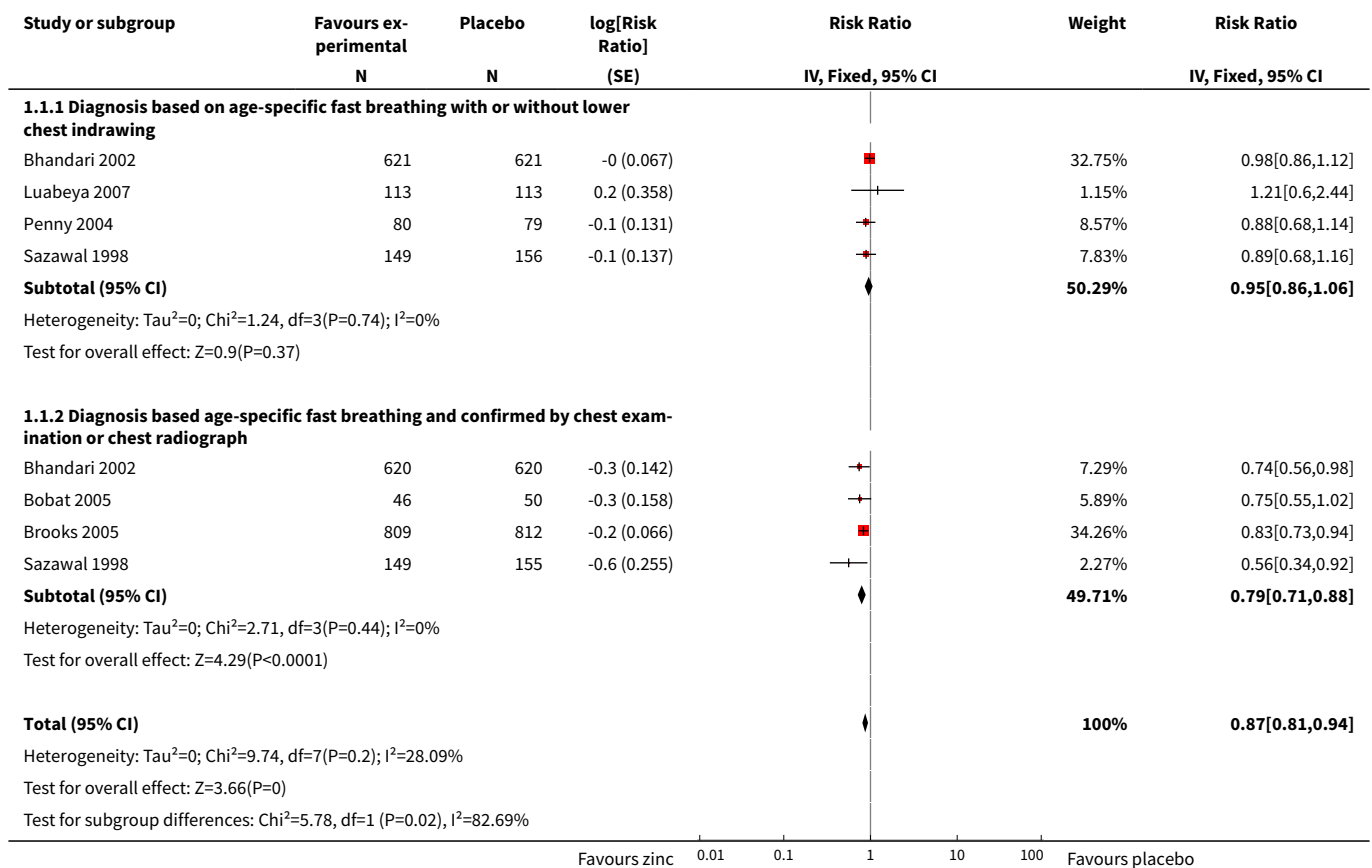 Study or subgroup Favours ex- Placebo log[Risk Risk Ratio Weight Risk Ratio
perimental Ratio]
N N (SE) IV, Fixed, 95% CI IV, Fixed, 95% CI
1.1.1 Diagnosis based on age-specific fast breathing with or without lower
chest indrawing
Bhandari 2002 621 621 -0 (0.067) 32.75% 0.98[0.86,1.12]
Luabeya 2007 113 113 0.2 (0.358) 1.15% 1.21[0.6,2.44]
Penny 2004 80 79 -0.1 (0.131) 8.57% 0.88[0.68,1.14]
Sazawal 1998 149 156 -0.1 (0.137) 7.83% 0.89[0.68,1.16]
Subtotal (95% CI) 50.29% 0.95[0.86,1.06]
Heterogeneity: Tau²=0; Chi²=1.24, df=3(P=0.74); I²=0%
Test for overall effect: Z=0.9(P=0.37)
1.1.2 Diagnosis based age-specific fast breathing and confirmed by chest exam-
ination or chest radiograph
Bhandari 2002 620 620 -0.3 (0.142) 7.29% 0.74[0.56,0.98]
Bobat 2005 46 50 -0.3 (0.158) 5.89% 0.75[0.55,1.02]
Brooks 2005 809 812 -0.2 (0.066) 34.26% 0.83[0.73,0.94]
Sazawal 1998 149 155 -0.6 (0.255) 2.27% 0.56[0.34,0.92]
Subtotal (95% CI) 49.71% 0.79[0.71,0.88]
Heterogeneity: Tau²=0; Chi²=2.71, df=3(P=0.44); I²=0%
Test for overall effect: Z=4.29(P<0.0001)
Total (95% CI) 100% 0.87[0.81,0.94]
Heterogeneity: Tau²=0; Chi²=9.74, df=7(P=0.2); I²=28.09%
Test for overall effect: Z=3.66(P=0)
Test for subgroup differences: Chi²=5.78, df=1 (P=0.02), I²=82.69%
Favours zinc 0.01 0.1 1 10 100 Favours placebo